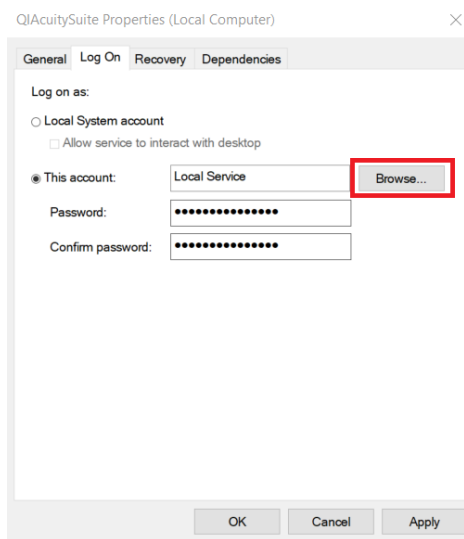 QIAcuitySuite Properties (Local Computer)
General Log On Recovery Dependencies
Log on as:
Local System account
Allow service to interact with desktop
This account: Local Service Browse...
Password: •••••••••••••••
Confirm password: •••••••••••••••
OK Cancel Apply